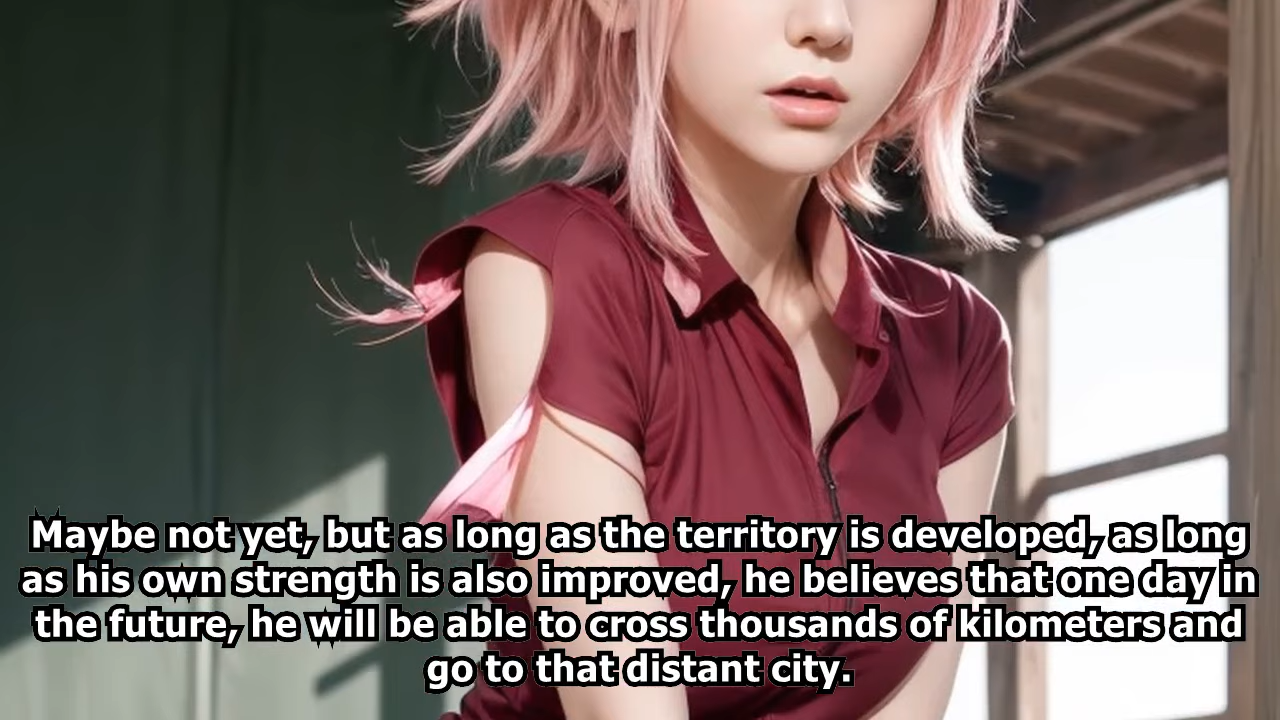 Maybe not yet, but as long as the territory is developed, as long
as his own strength is also improved, he believes that one day in
the future, he will be able to cross thousands of kilometers and
go to that distant city.